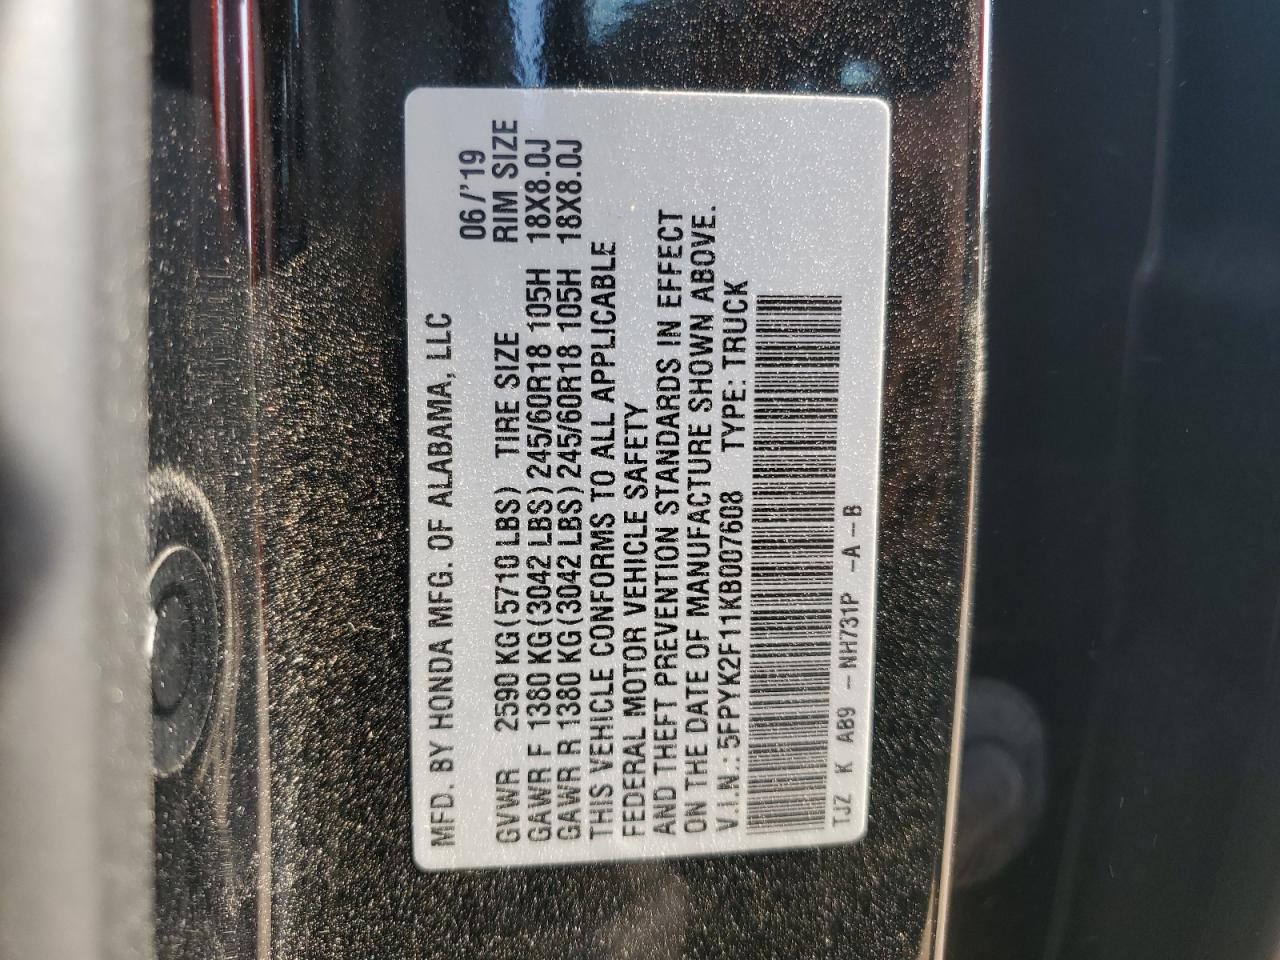 MFD. BY HONDA MFG. OF ALABAMA, LLC 06/'19
GVWR 2590 KG (5710 LBS) TIRE SIZE RIM SIZE
GAWR F 1380 KG (3042 LBS) 245/60R18 105H 18X8.0J
GAWR R 1380 KG (3042 LBS) 245/60R18 105H 18X8.0J
THIS VEHICLE CONFORMS TO ALL APPLICABLE
FEDERAL MOTOR VEHICLE SAFETY
AND THEFT PREVENTION STANDARDS IN EFFECT
ON THE DATE OF MANUFACTURE SHOWN ABOVE.
V.I.N.: 5FPYK2F11KB007608 TYPE: TRUCK
TJZ K AB9 -NH731P -A-B